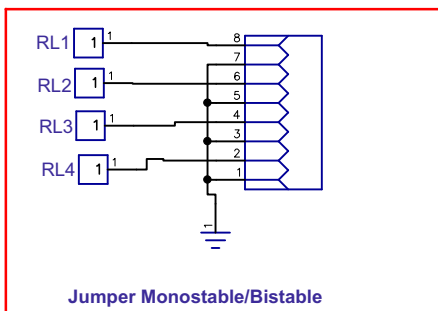 RL1 1 1 8
7
RL2 1 1 6
5
RL3 1 1 4
3
RL4 1 1 2
1
1
Jumper Monostable/Bistable